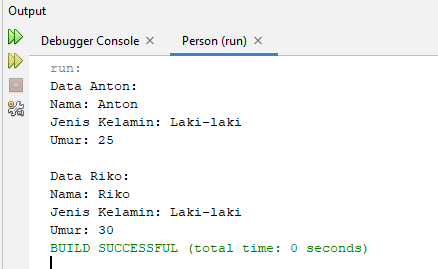 Output
Debugger Console × Person (run) ×
run:
Data Anton:
Nama: Anton
Jenis Kelamin: Laki-laki
Umur: 25

Data Riko:
Nama: Riko
Jenis Kelamin: Laki-laki
Umur: 30
BUILD SUCCESSFUL (total time: 0 seconds)